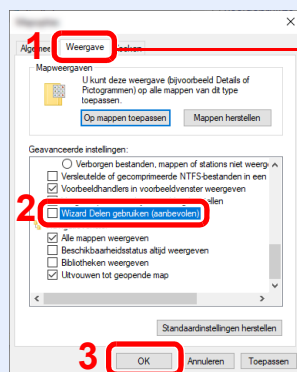 1
Weergave
Mapweergaven
U kunt deze weergave (bijvoorbeeld Details of
Pictogrammen) op alle mappen van dit type
toepassen.
Op mappen toepassen
Mappen herstellen
Geavanceerde instellingen:
Verborgen bestanden, mappen of stations niet
Versleutelde of gecomprimeerde NTFS-bestanden in een
Voorbeeldhandlers in voorbeeldvenster weergeven
2
Wizard Delen gebruiken (aanbevolen)
Alle mappen weergeven
Beschikbaarheidsstatus altijd weergeven
Bibliotheken weergeven
Uitvouwen tot geopende map
Standaardinstellingen herstellen
3
OK
Annuleren
Toepassen